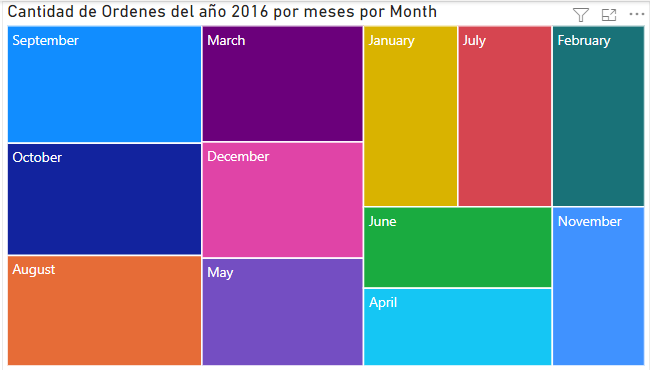 Cantidad de Ordenes del año 2016 por meses por Month
September
October
August
March
December
May
January
July
June
April
February
November